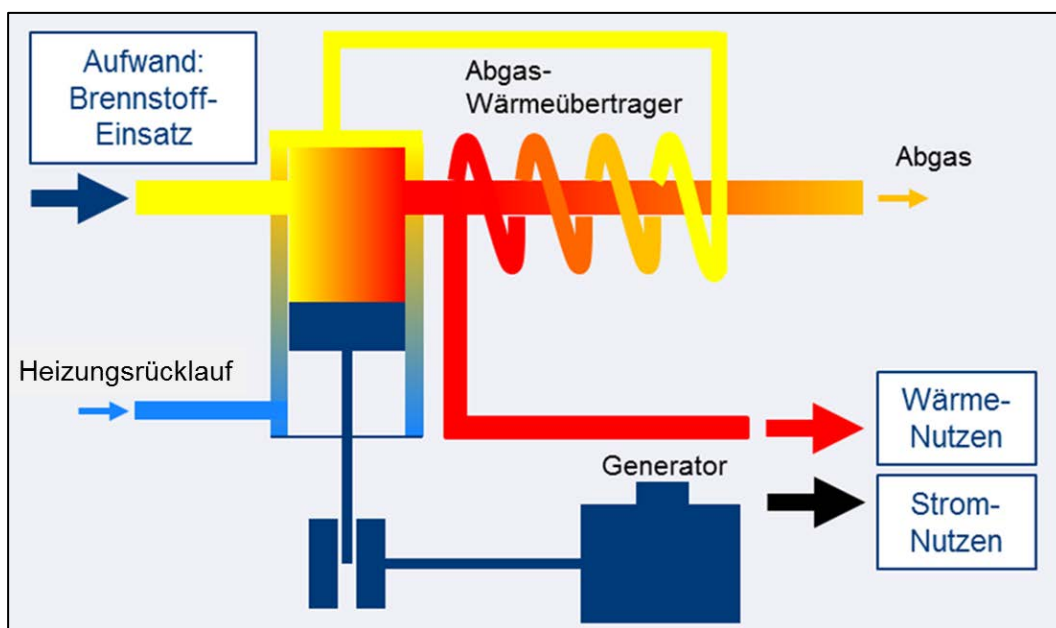 Aufwand:
Brennstoff-
Einsatz
Abgas-
Wärmeübertrager
Abgas
Heizungsrücklauf
Wärme-
Nutzen
Generator
Strom-
Nutzen